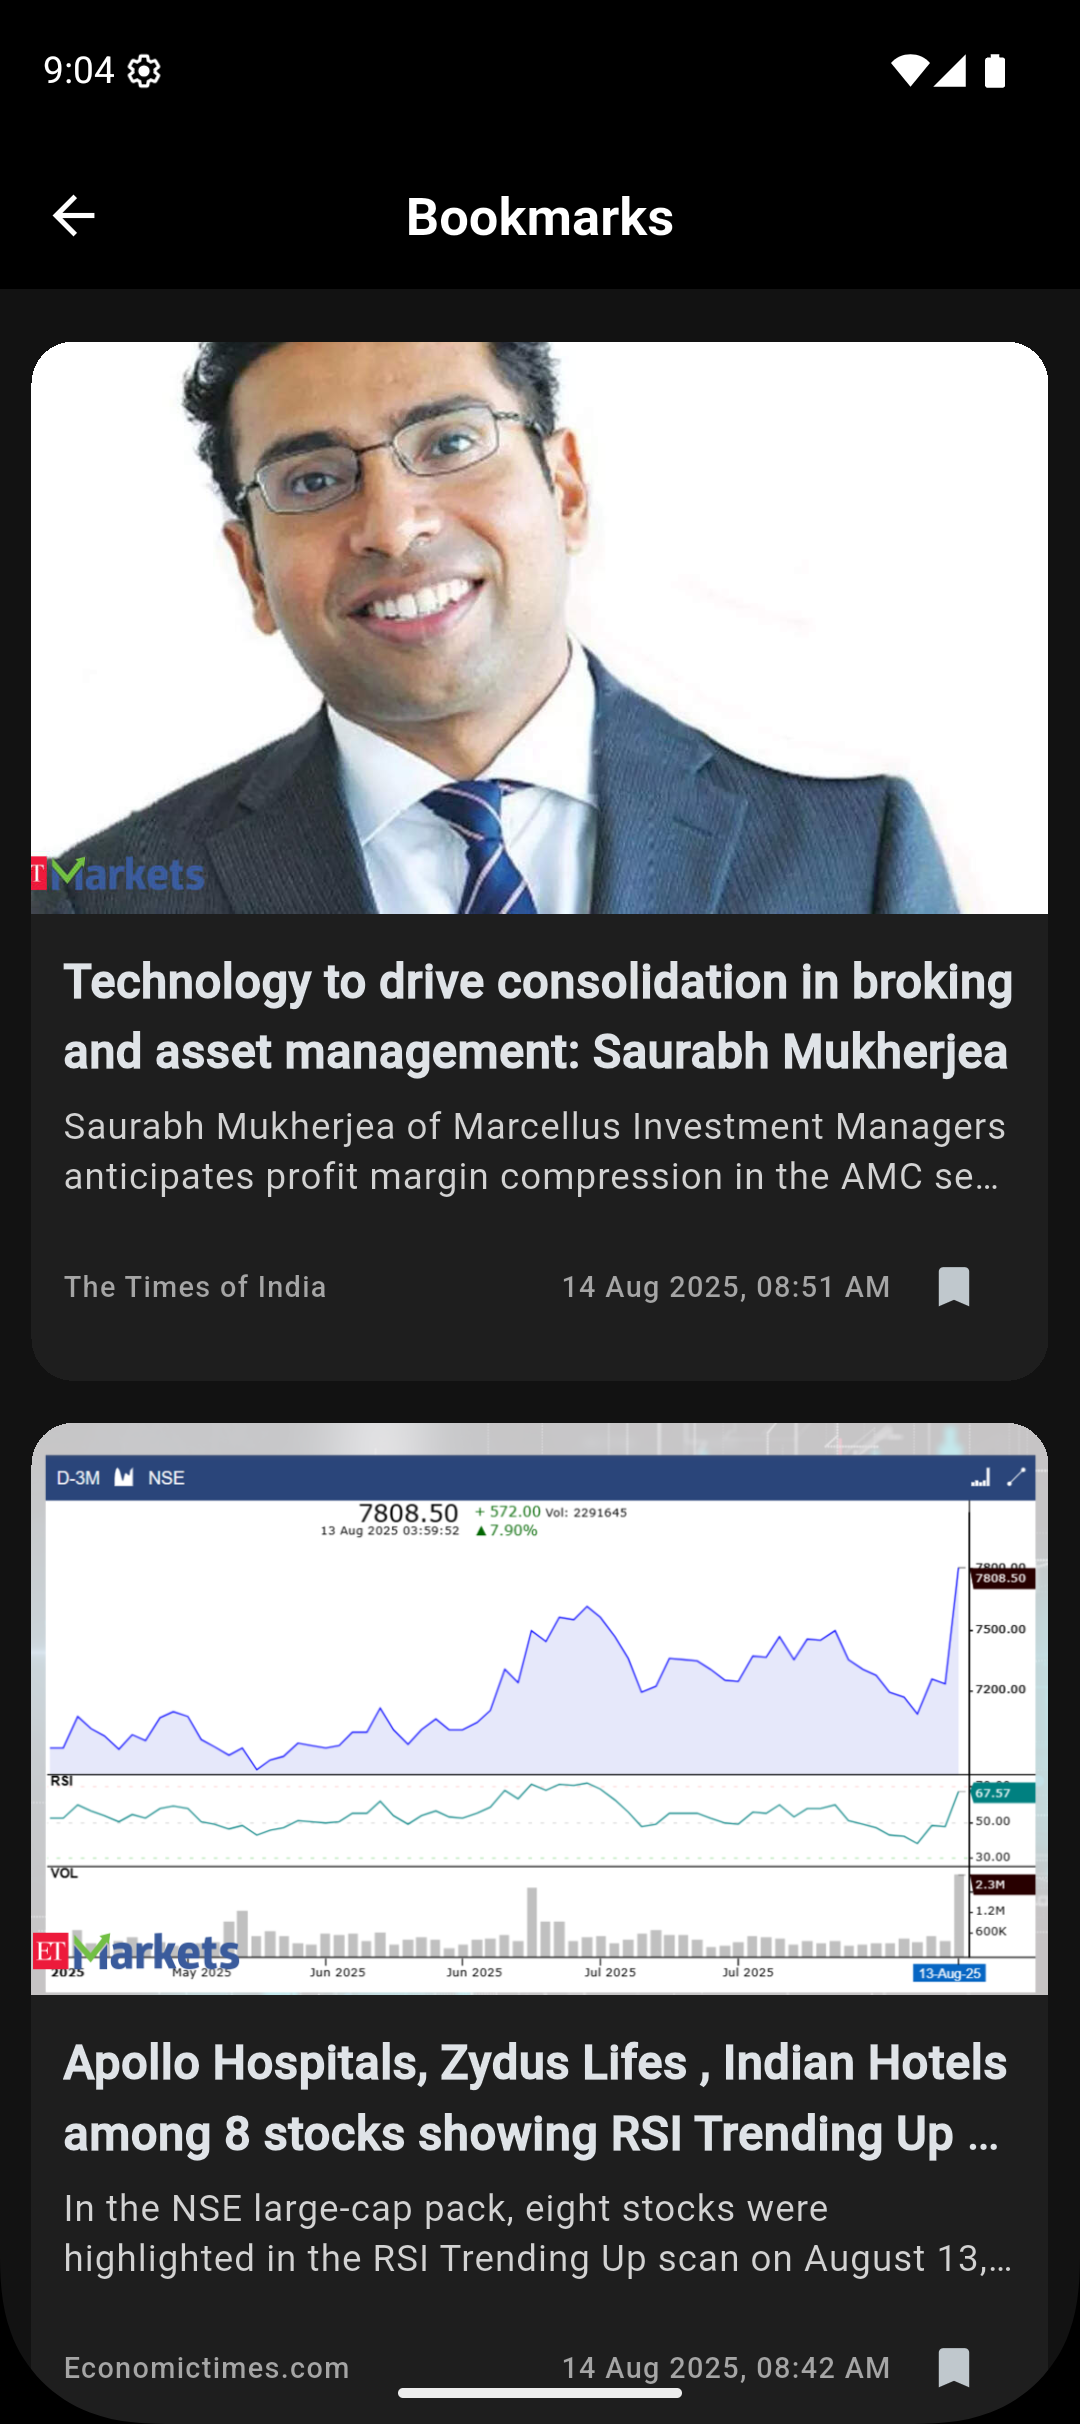 9:04
Bookmarks
T Markets
Technology to drive consolidation in broking
and asset management: Saurabh Mukherjea
Saurabh Mukherjea of Marcellus Investment Managers
anticipates profit margin compression in the AMC se...
The Times of India 14 Aug 2025, 08:51 AM
D-3M NSE
7808.50 + 572.00 Vol: 2291645
13 Aug 2025 03:59:52 ▲7.90%
7800.00
7808.50
7500.00
7200.00
RSI
67.57
50.00
30.00
VOL
2.3M
1.2M
600K
ET Markets
2025 May 2025 Jun 2025 Jun 2025 Jul 2025 Jul 2025 13-Aug-25
Apollo Hospitals, Zydus Lifes , Indian Hotels
among 8 stocks showing RSI Trending Up ...
In the NSE large-cap pack, eight stocks were
highlighted in the RSI Trending Up scan on August 13,...
Economictimes.com 14 Aug 2025, 08:42 AM